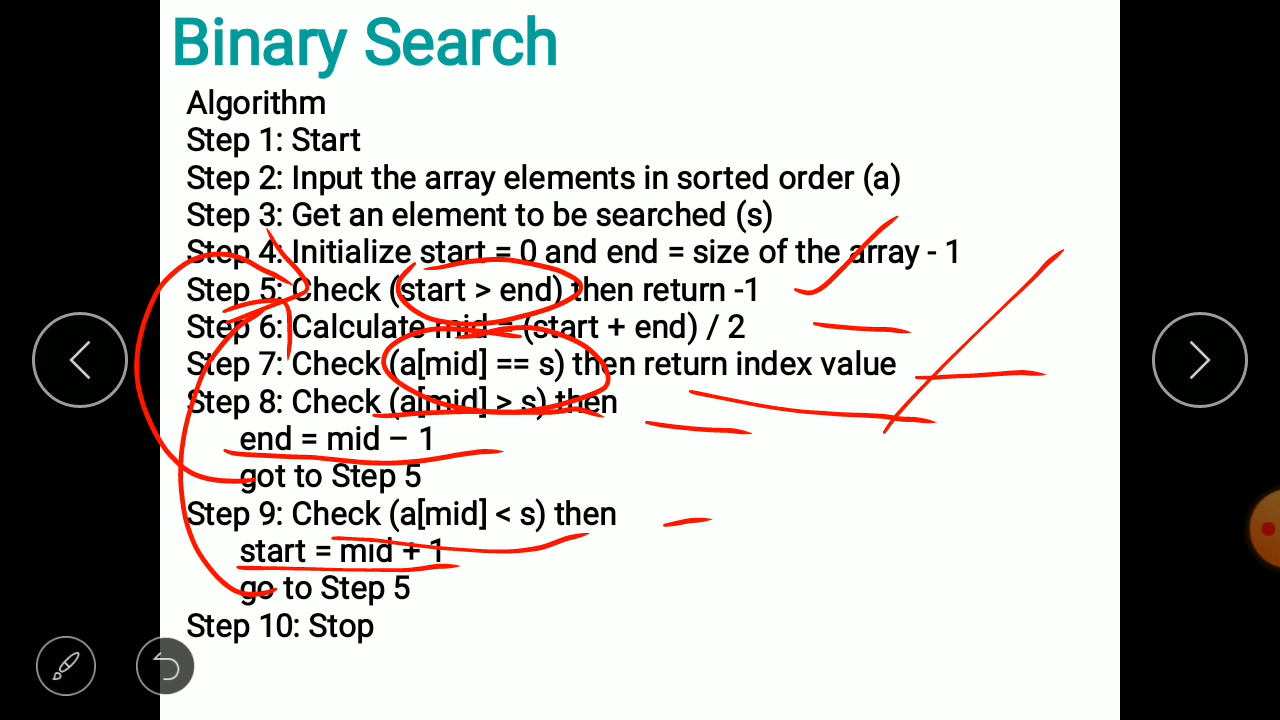 Binary Search
Algorithm
Step 1: Start
Step 2: Input the array elements in sorted order (a)
Step 3: Get an element to be searched (s)
Step 4: Initialize start = 0 and end = size of the array - 1
Step 5: Check (start > end) then return -1
Step 6: Calculate mid = (start + end) / 2
Step 7: Check (a[mid] == s) then return index value
Step 8: Check (a[mid] > s) then
end = mid – 1
got to Step 5
Step 9: Check (a[mid] < s) then
start = mid + 1
go to Step 5
Step 10: Stop